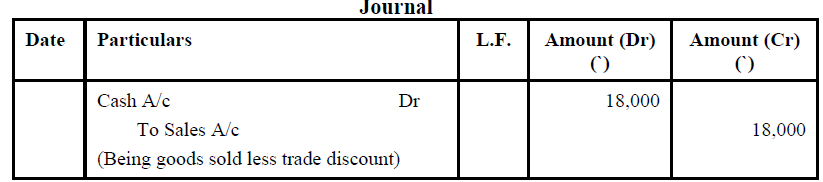 Journal
Date Particulars L.F. Amount (Dr) Amount (Cr)
(`) (`)
Cash A/c Dr 18,000
To Sales A/c 18,000
(Being goods sold less trade discount)